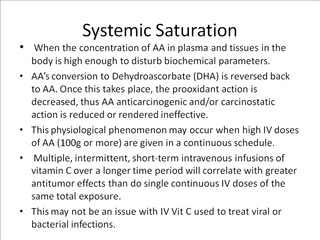 Systemic Saturation
• When the concentration of AA in plasma and tissues in the
body is high enough to disturb biochemical parameters.
• AA's conversion to Dehydroascorbate (DHA) is reversed back
to AA. Once this takes place, the prooxidant action is
decreased, thus AA anticarcinogenic and/or carcinostatic
action is reduced or rendered ineffective.
• This physiological phenomenon may occur when high IV doses
of AA (100g or more) are given in a continuous schedule.
• Multiple, intermittent, short-term intravenous infusions of
vitamin C over a longer time period will correlate with greater
antitumor effects than do single continuous IV doses of the
same total exposure.
• This may not be an issue with IV Vit C used to treat viral or
bacterial infections.